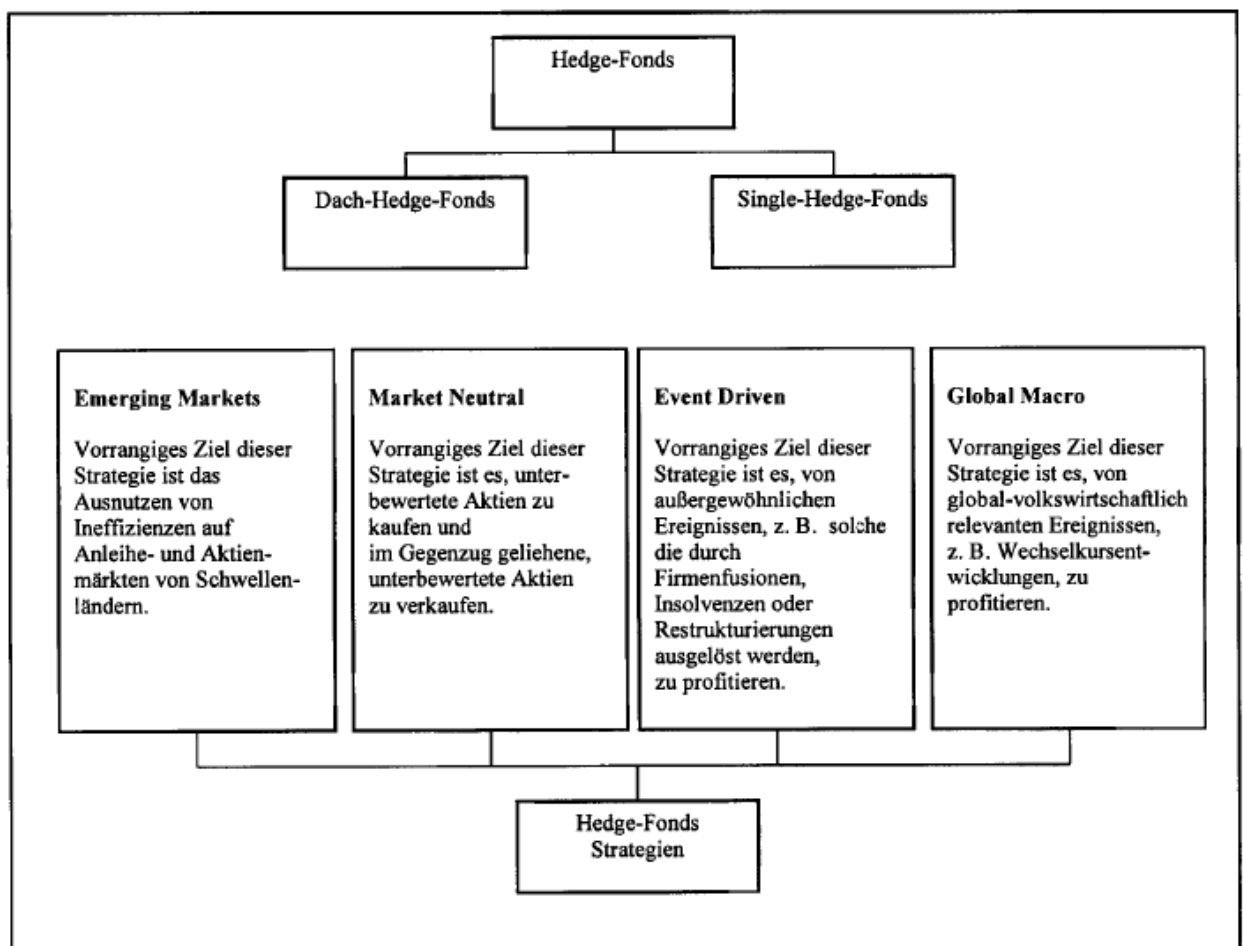 Hedge-Fonds
Dach-Hedge-Fonds
Single-Hedge-Fonds
Emerging Markets
Vorrangiges Ziel dieser
Strategie ist das
Ausnutzen von
Ineffizienzen auf
Anleihe- und Aktien-
märkten von Schwellen-
ländern.
Market Neutral
Vorrangiges Ziel dieser
Strategie ist es, unter-
bewertete Aktien zu
kaufen und
im Gegenzug geliehene,
unterbewertete Aktien
zu verkaufen.
Event Driven
Vorrangiges Ziel dieser
Strategie ist es, von
außergewöhnlichen
Ereignissen, z. B. solche
die durch
Firmenfusionen,
Insolvenzen oder
Restrukturierungen
ausgelöst werden,
zu profitieren.
Global Macro
Vorrangiges Ziel dieser
Strategie ist es, von
global-volkswirtschaftlich
relevanten Ereignissen,
z. B. Wechselkursent-
wicklungen, zu
profitieren.
Hedge-Fonds
Strategien